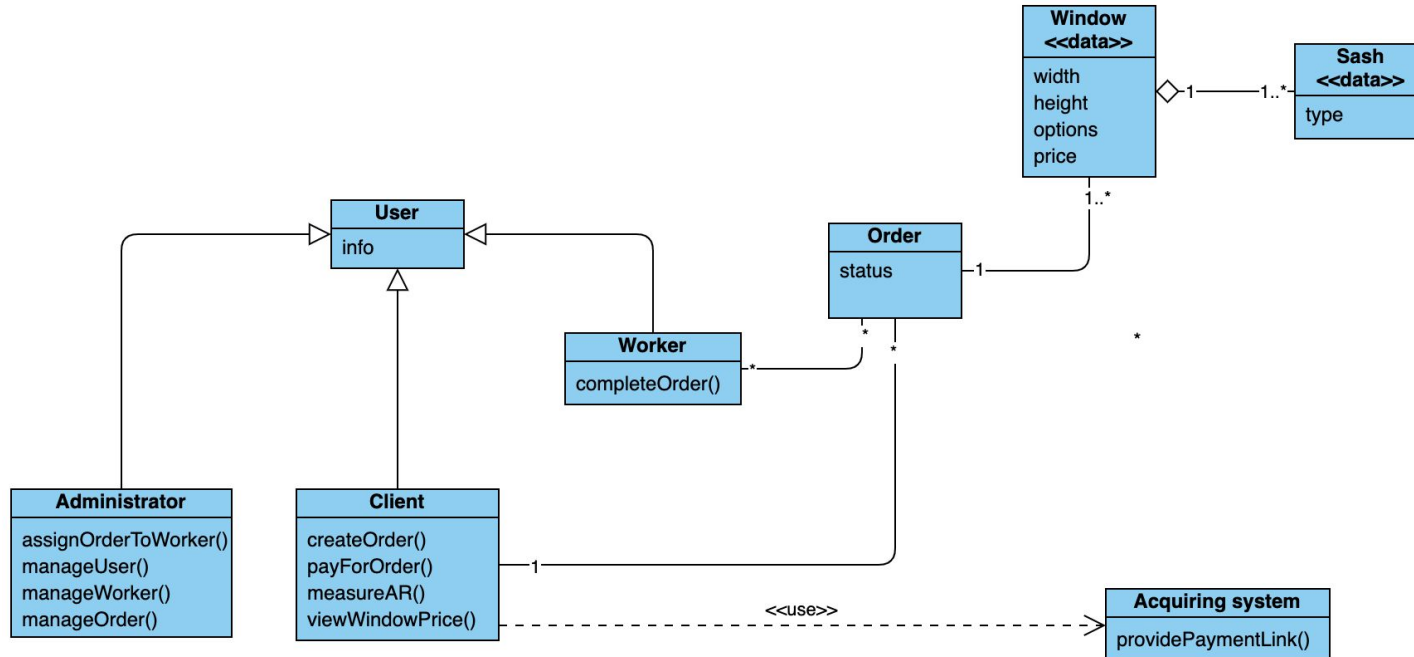 Window
<<data>>
width
height
options
price
1
1..*
Sash
<<data>>
type
1..*
User
info
Order
status
1
*
*
*
Worker
completeOrder()
*
Administrator
assignOrderToWorker()
manageUser()
manageWorker()
manageOrder()
Client
createOrder()
payForOrder()
measureAR()
viewWindowPrice()
1
<<use>>
Acquiring system
providePaymentLink()